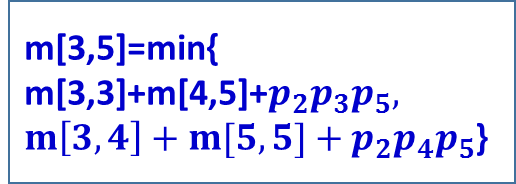 m[3,5]=min{
m[3,3]+m[4,5]+p₂p₃p₅,
m[3,4] + m[5,5] + p₂p₄p₅}